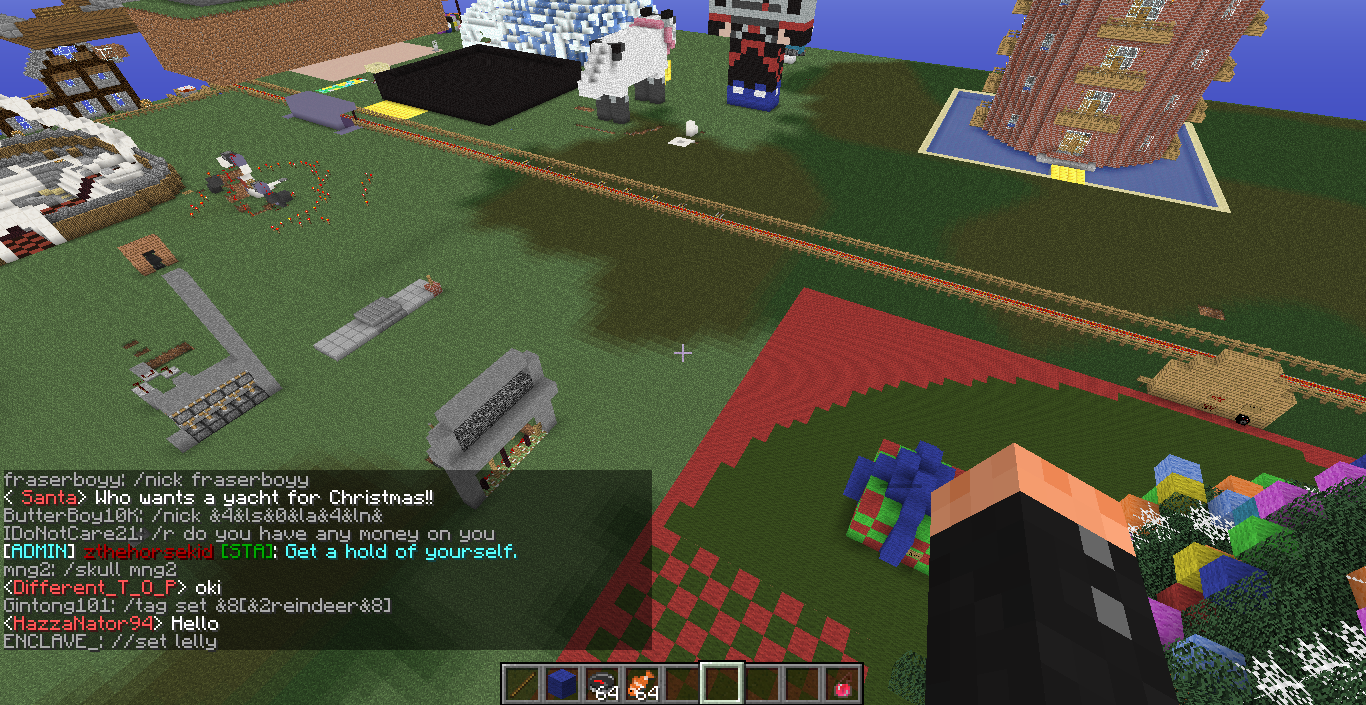 fraserboyy: /nick fraserboyy
< Santa> Who wants a yacht for Christmas!!
ButterBoy10K: /nick &4&ls&0&la&4&ln&
IDoNotCare21: /r do you have any money on you
[ADMIN] zthehorsekid [STA]: Get a hold of yourself.
mng2: /skull mng2
<Different_T_O_P> oki
Gintong101: /tag set &8[&2reindeer&8]
<HazzaNator94> Hello
ENCLAVE_: //set lelly
64 64